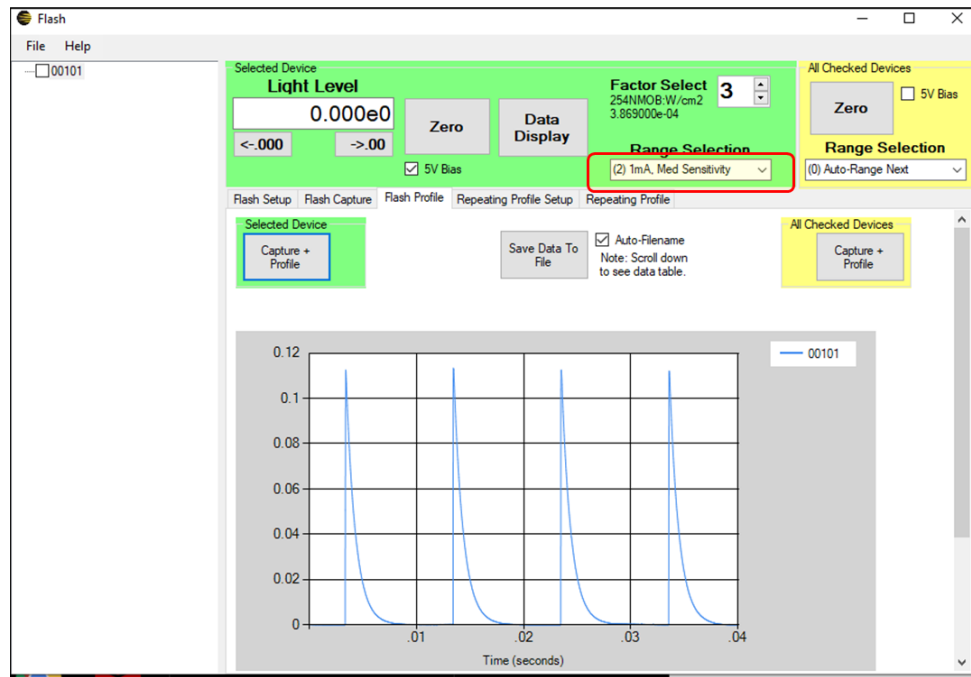 Flash
File Help
00101
Selected Device
Light Level
0.000e0
<-.000
->.00
Zero
Data
Display
5V Bias
Factor Select
254NMOB:W/cm2
3.869000e-04
3
Range Selection
(2) 1mA, Med Sensitivity
All Checked Devices
Zero
5V Bias
Range Selection
(0) Auto-Range Next
Flash Setup Flash Capture Flash Profile Repeating Profile Setup Repeating Profile
Selected Device
Capture +
Profile
Save Data To
File
Auto-Filename
Note: Scroll down
to see data table.
All Checked Devices
Capture +
Profile
0.12
0.1
0.08
0.06
0.04
0.02
0
.01 .02 .03 .04
Time (seconds)
00101